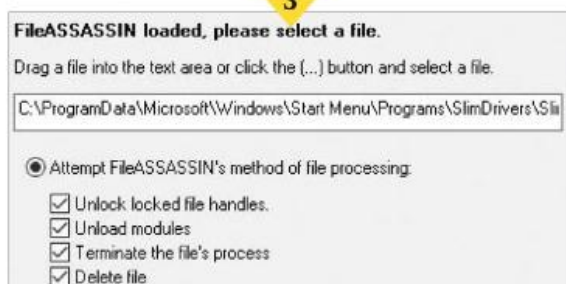 3
FileASSASSIN loaded, please select a file.
Drag a file into the text area or click the (...) button and select a file.
C:\ProgramData\Microsoft\Windows\Start Menu\Programs\SlimDrivers\Sli
Attempt FileASSASSIN's method of file processing:
Unlock locked file handles.
Unload modules
Terminate the file's process
Delete file